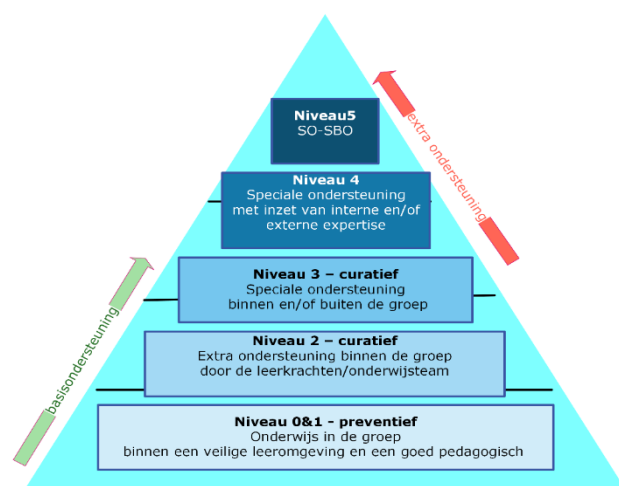 Niveau5
SO-SBO
Niveau 4
Speciale ondersteuning
met inzet van interne en/of
externe expertise
extra ondersteuning
Niveau 3 – curatief
Speciale ondersteuning
binnen en/of buiten de groep
basisondersteuning
Niveau 2 – curatief
Extra ondersteuning binnen de groep
door de leerkrachten/onderwijsteam
Niveau 0&1 - preventief
Onderwijs in de groep
binnen een veilige leeromgeving en een goed pedagogisch